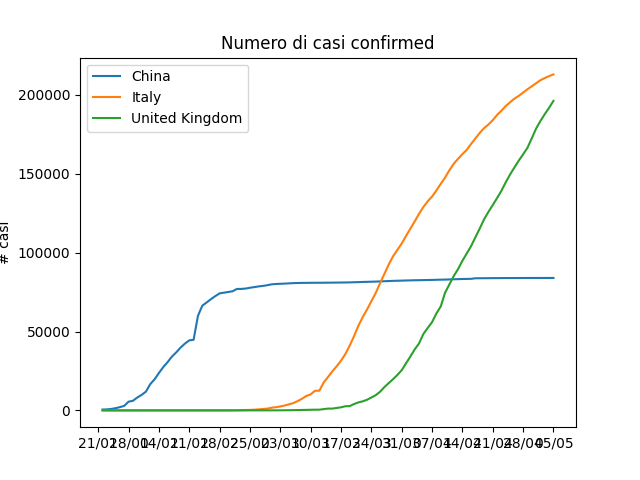 Numero di casi confirmed
China
Italy
United Kingdom
# casi
200000
150000
100000
50000
0
21/01 28/01 04/02 11/02 18/02 25/02 03/03 10/03 17/03 24/03 31/03 07/04 14/04 21/04 28/04 05/05